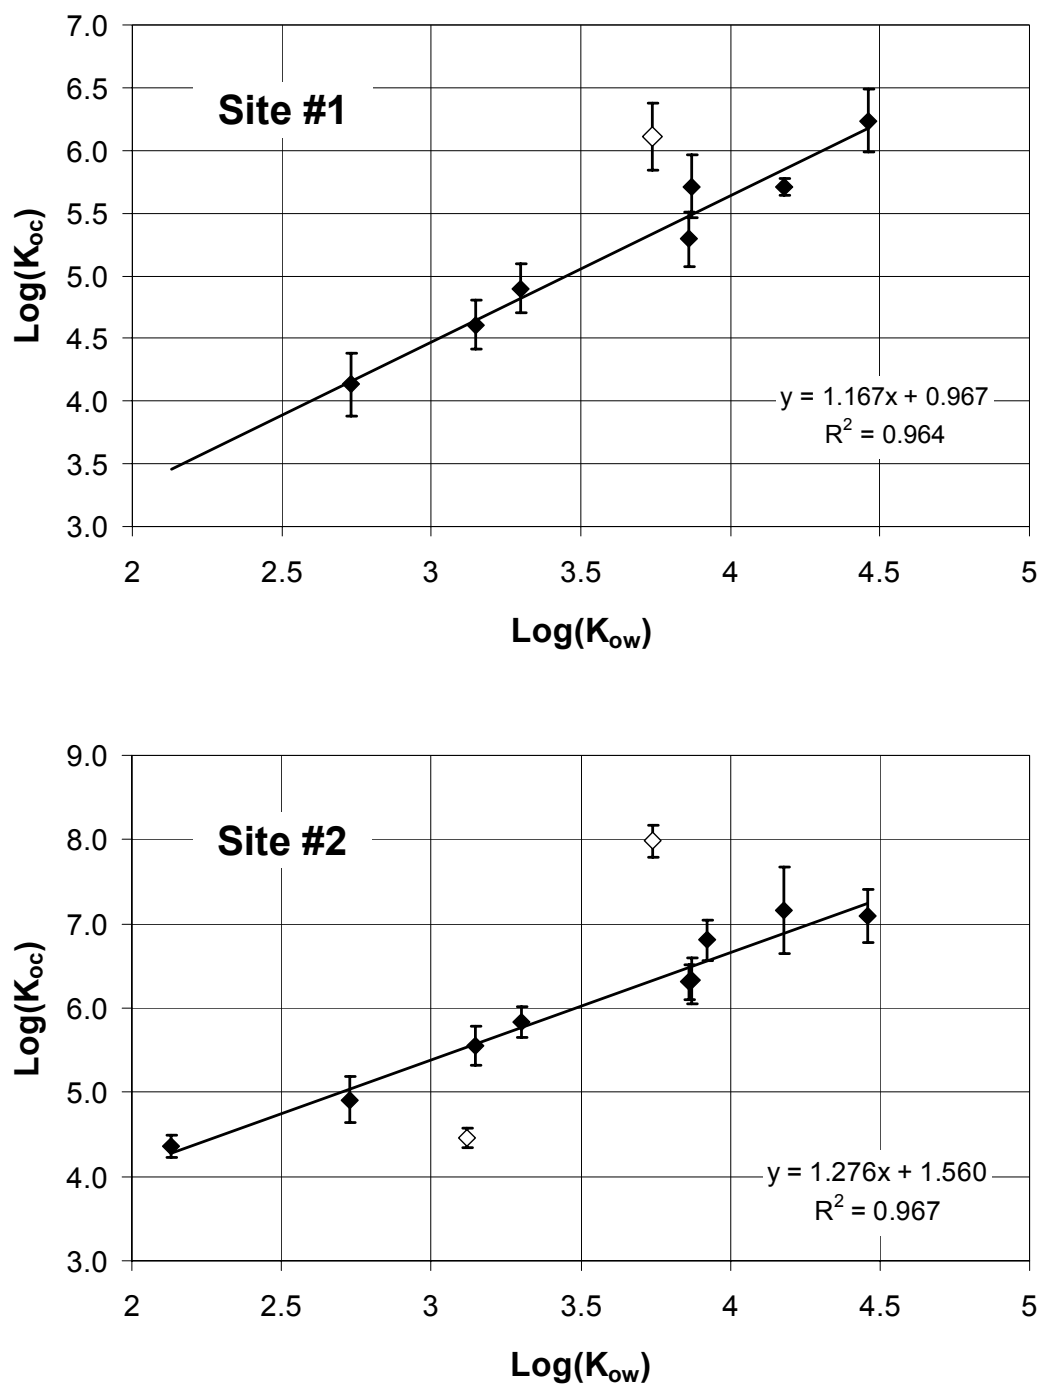 7.0
6.5
Site #1
6.0
5.5
5.0
4.5
4.0
3.5
3.0
Log(Koc)
y = 1.167x + 0.967
R2 = 0.964
2 2.5 3 3.5 4 4.5 5
Log(Kow)
9.0
8.0
Site #2
7.0
6.0
5.0
4.0
3.0
Log(Koc)
y = 1.276x + 1.560
R2 = 0.967
2 2.5 3 3.5 4 4.5 5
Log(Kow)